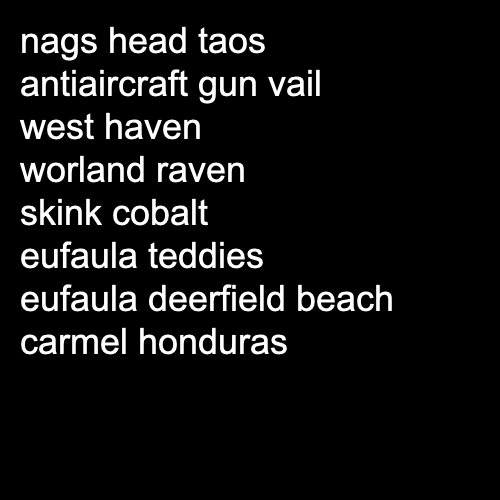 nags head taos
antiaircraft gun vail
west haven
worland raven
skink cobalt
eufaula teddies
eufaula deerfield beach
carmel honduras